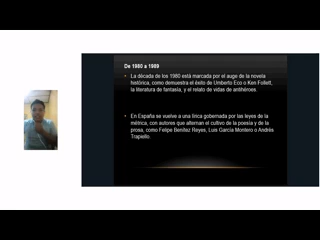 De 1980 a 1989
• La década de los 1980 está marcada por el auge de la novela
histórica, como demuestra el éxito de Umberto Eco o Ken Follett,
la literatura de fantasía, y el relato de vidas de antihéroes.
• En España se vuelve a una lírica gobernada por las leyes de la
métrica, con autores que alternan el cultivo de la poesía y de la
prosa, como Felipe Benítez Reyes, Luis García Montero o Andrés
Trapiello.